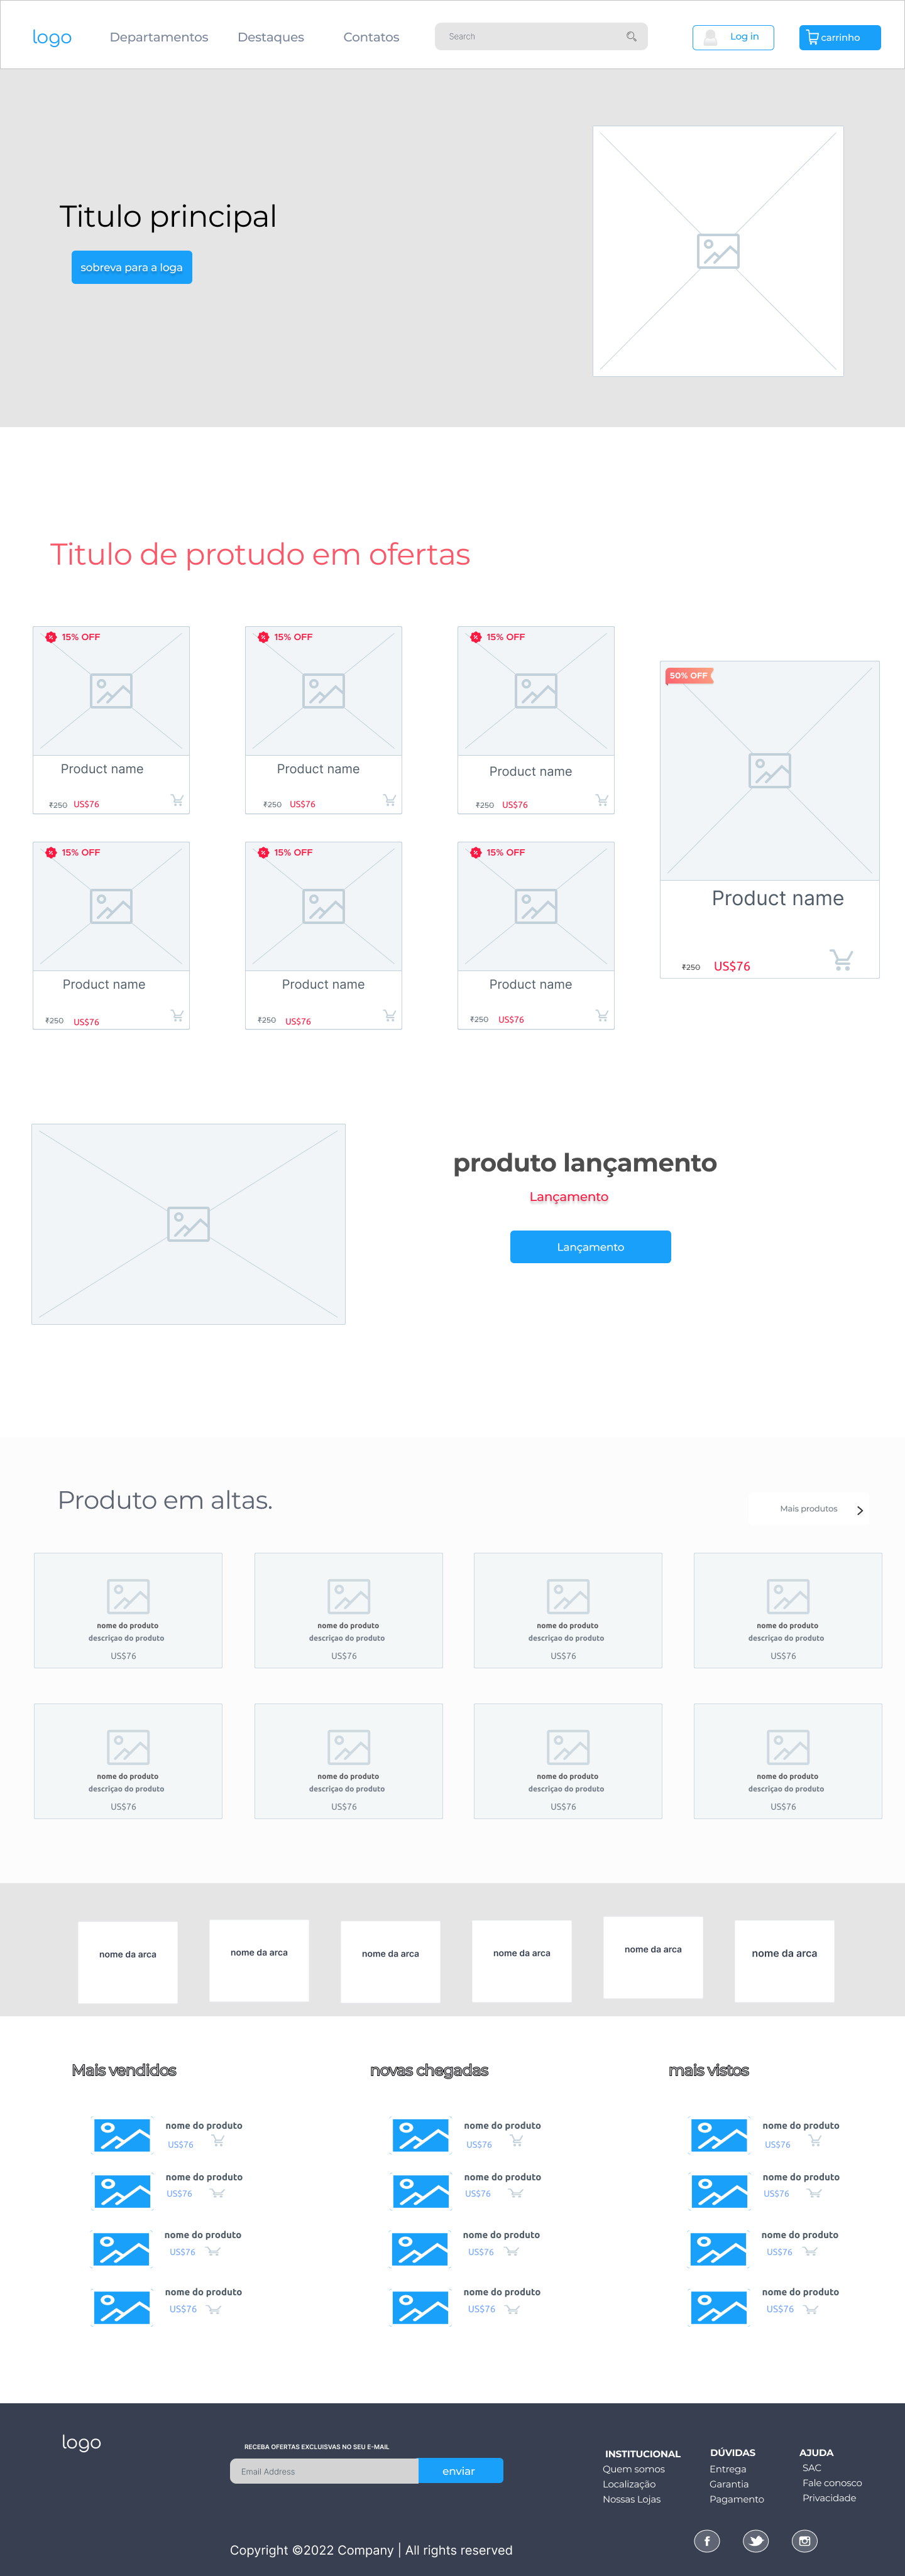 logo
Departamentos
Destaques
Contatos
Search
Log in
carrinho
Titulo principal
sobreva para a loga
Titulo de protudo em ofertas
15% OFF
15% OFF
15% OFF
50% OFF
Product name
Product name
Product name
₹250 US$76
₹250 US$76
₹250 US$76
15% OFF
15% OFF
15% OFF
Product name
₹250 US$76
Product name
Product name
Product name
₹250 US$76
₹250 US$76
₹250 US$76
produto lançamento
Lançamento
Lançamento
Produto em altas.
Mais produtos
nome do produto
descriçao do produto
US$76
nome do produto
descriçao do produto
US$76
nome do produto
descriçao do produto
US$76
nome do produto
descriçao do produto
US$76
nome do produto
descriçao do produto
US$76
nome do produto
descriçao do produto
US$76
nome do produto
descriçao do produto
US$76
nome do produto
descriçao do produto
US$76
nome da arca
nome da arca
nome da arca
nome da arca
nome da arca
nome da arca
Mais vendidos
nome do produto
US$76
nome do produto
US$76
nome do produto
US$76
nome do produto
US$76
novas chegadas
nome do produto
US$76
nome do produto
US$76
nome do produto
US$76
nome do produto
US$76
mais vistos
nome do produto
US$76
nome do produto
US$76
nome do produto
US$76
nome do produto
US$76
logo
RECEBA OFERTAS EXCLUISVAS NO SEU E-MAIL
Email Address
enviar
INSTITUCIONAL
Quem somos
Localização
Nossas Lojas
DÚVIDAS
Entrega
Garantia
Pagamento
AJUDA
SAC
Fale conosco
Privacidade
Copyright ©2022 Company | All rights reserved